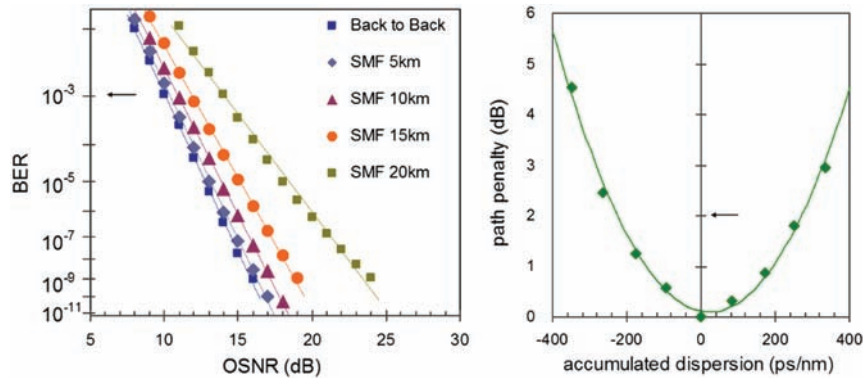 BER
10-3
10-5
10-7
10-9
10-11
5 10 15 20 25 30
OSNR (dB)
Back to Back
SMF 5km
SMF 10km
SMF 15km
SMF 20km
path penalty (dB)
6
5
4
3
2
1
0
-400 -200 0 200 400
accumulated dispersion (ps/nm)